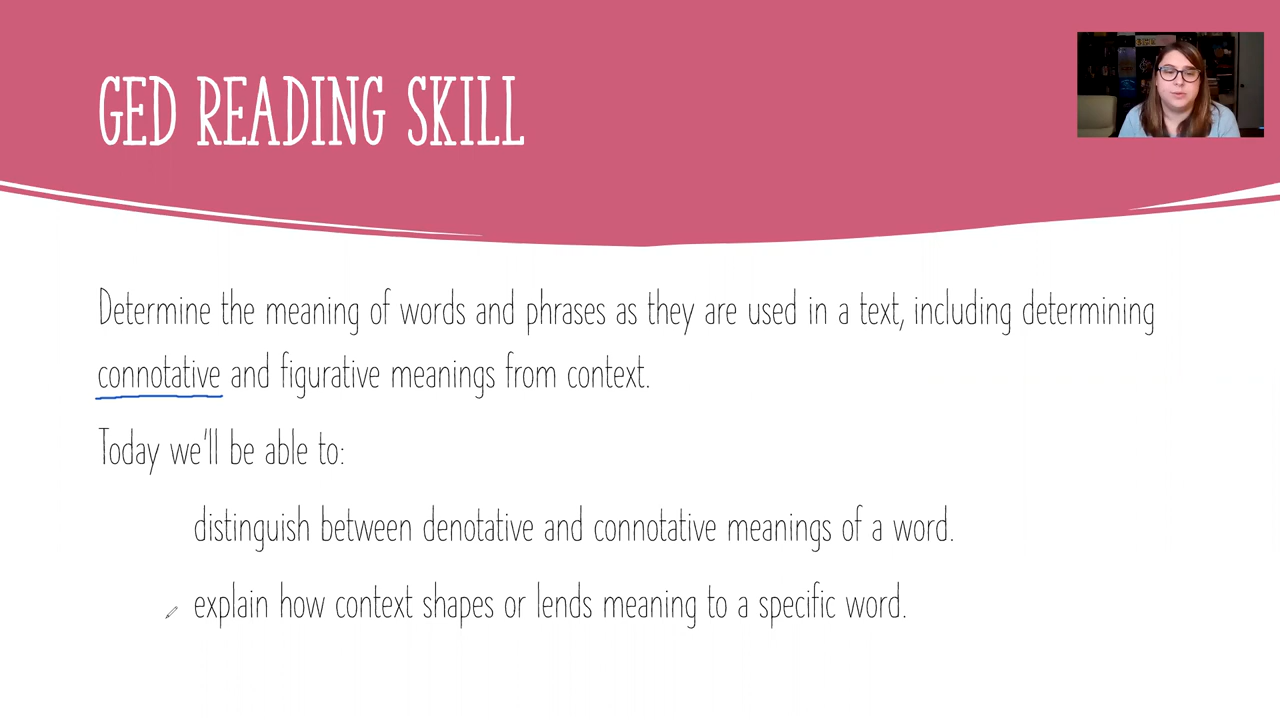 GED READING SKILL
Determine the meaning of words and phrases as they are used in a text, including determining
connotative and figurative meanings from context.
Today we'll be able to:
distinguish between denotative and connotative meanings of a word.
explain how context shapes or lends meaning to a specific word.